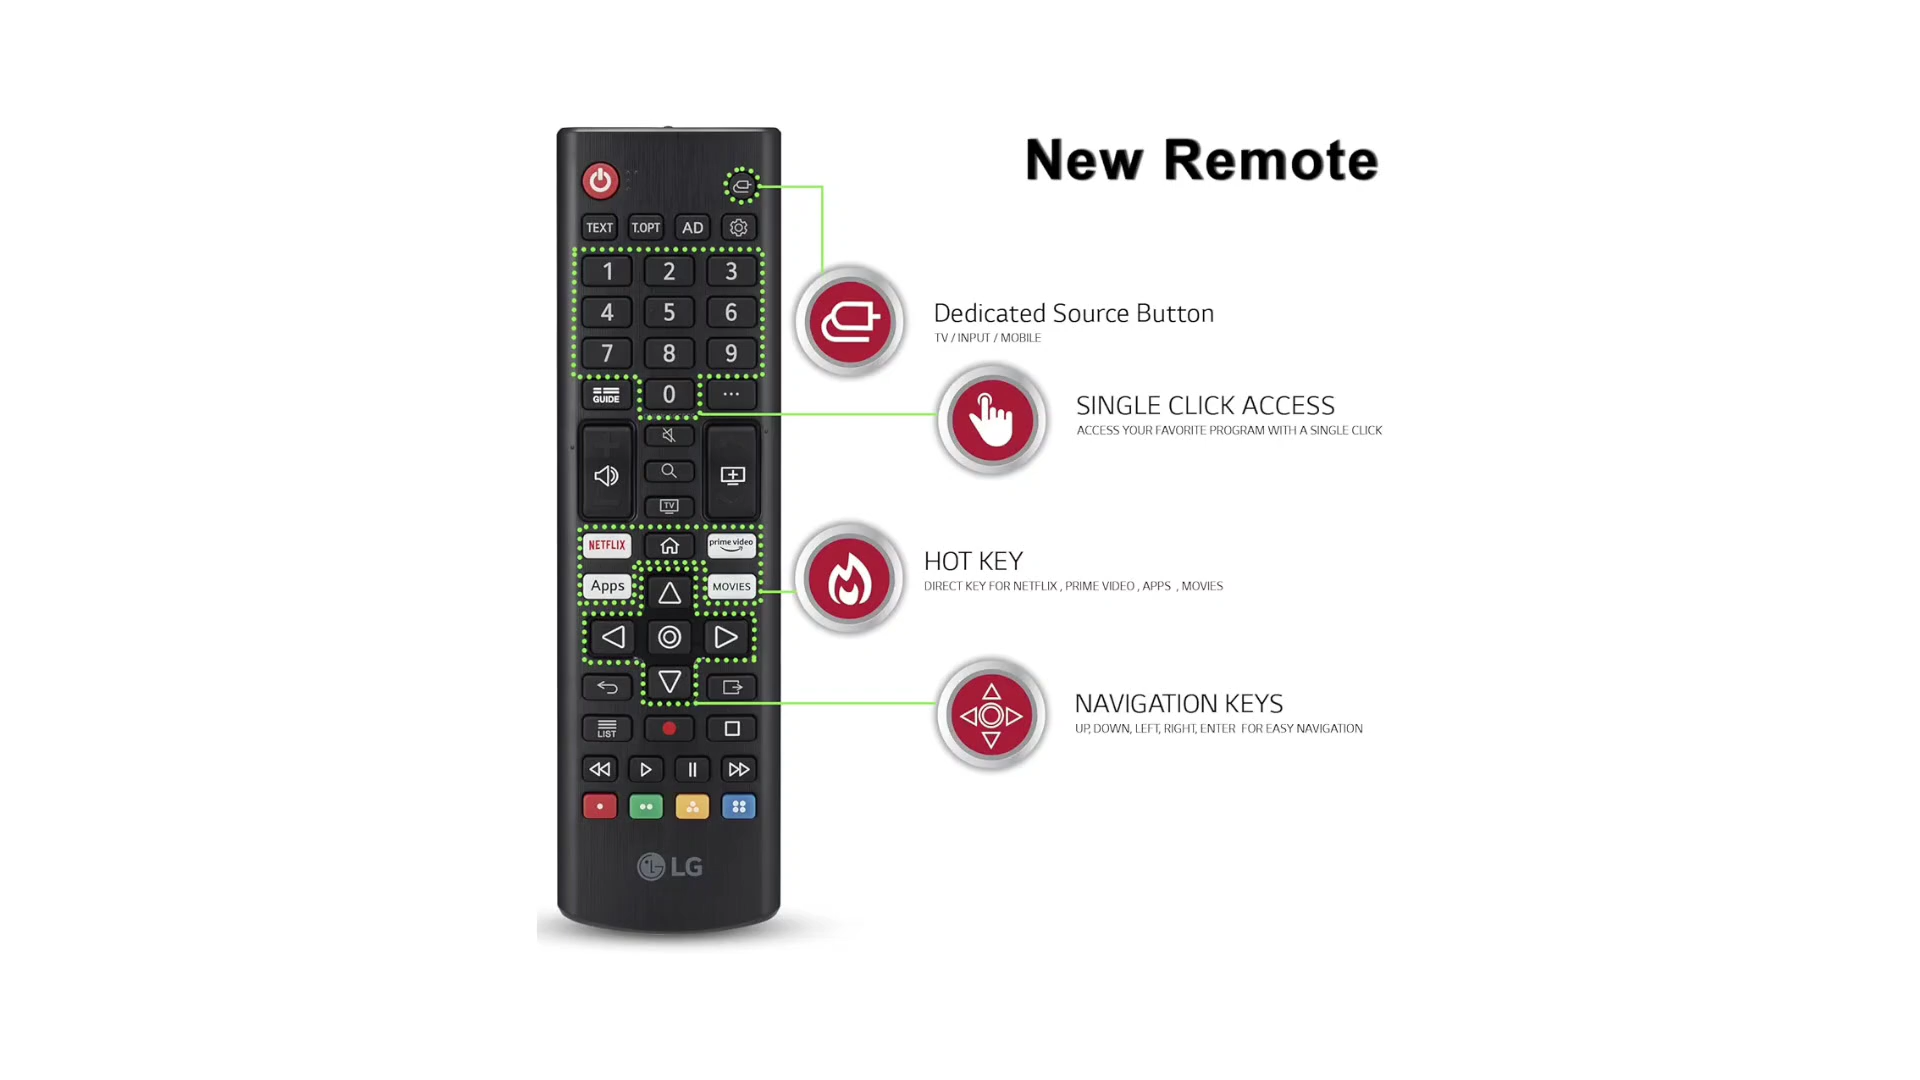 New Remote
TEXT T.OPT AD
1 2 3
4 5 6
7 8 9
GUIDE 0 ...
TV
NETFLIX prime video
Apps MOVIES
LIST
LG
Dedicated Source Button
TV / INPUT / MOBILE
SINGLE CLICK ACCESS
ACCESS YOUR FAVORITE PROGRAM WITH A SINGLE CLICK
HOT KEY
DIRECT KEY FOR NETFLIX , PRIME VIDEO , APPS , MOVIES
NAVIGATION KEYS
UP, DOWN, LEFT, RIGHT, ENTER FOR EASY NAVIGATION